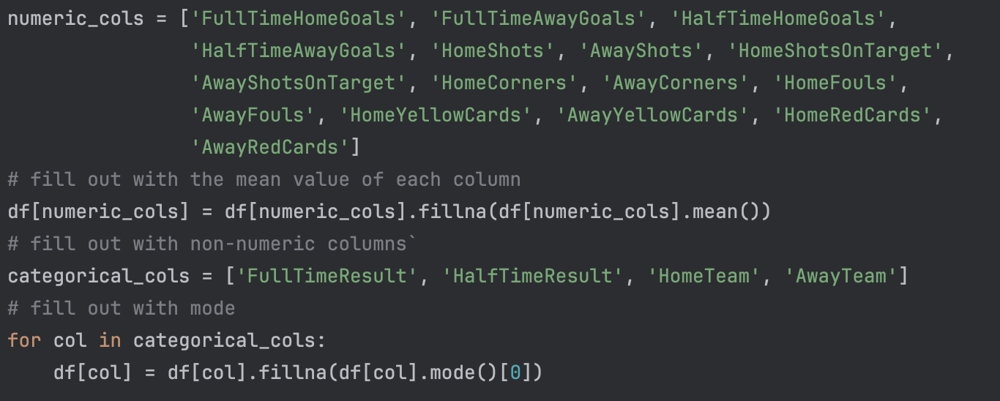 numeric_cols = ['FullTimeHomeGoals', 'FullTimeAwayGoals', 'HalfTimeHomeGoals',
                'HalfTimeAwayGoals', 'HomeShots', 'AwayShots', 'HomeShotsOnTarget',
                'AwayShotsOnTarget', 'HomeCorners', 'AwayCorners', 'HomeFouls',
                'AwayFouls', 'HomeYellowCards', 'AwayYellowCards', 'HomeRedCards',
                'AwayRedCards']
# fill out with the mean value of each column
df[numeric_cols] = df[numeric_cols].fillna(df[numeric_cols].mean())
# fill out with non-numeric columns`
categorical_cols = ['FullTimeResult', 'HalfTimeResult', 'HomeTeam', 'AwayTeam']
# fill out with mode
for col in categorical_cols:
    df[col] = df[col].fillna(df[col].mode()[0])